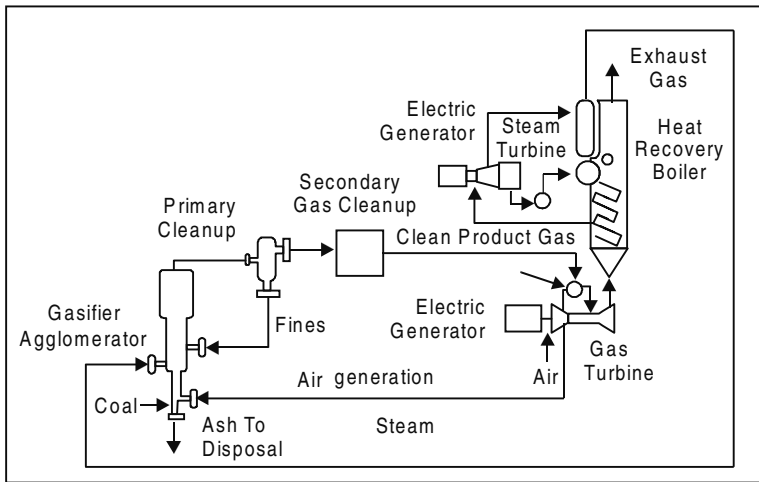 Exhaust
Gas
Electric
Generator
Steam
Turbine
Heat
Recovery
Boiler
Secondary
Gas Cleanup
Primary
Cleanup
Clean Product Gas
Gasifier
Agglomerator
Fines
Electric
Generator
Gas
Turbine
Air generation
Air
Coal
Ash To
Disposal
Steam